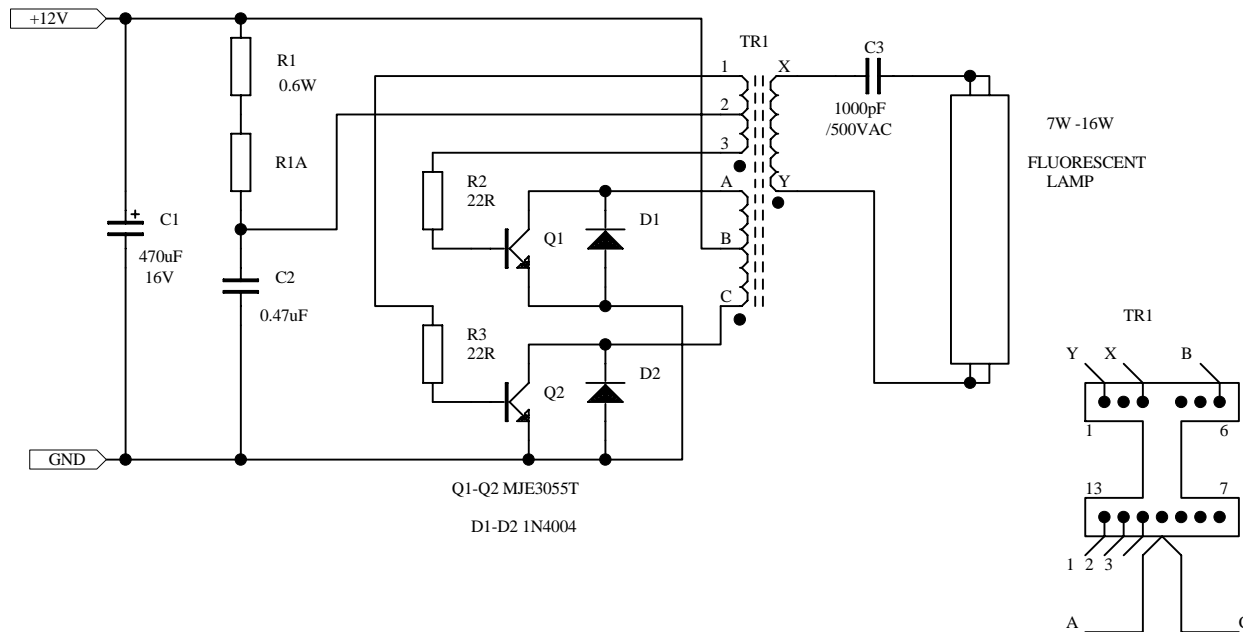 +12V
TR1
R1
0.6W
1
X
C3
2
1000pF
/500VAC
7W -16W
R1A
3
FLUORESCENT
LAMP
R2
22R
A
Y
C1
+
470uF
16V
Q1
D1
B
C2
0.47uF
C
R3
22R
TR1
Q2
D2
Y
X
B
1
6
GND
Q1-Q2 MJE3055T
13
7
D1-D2 1N4004
1
2
3
A